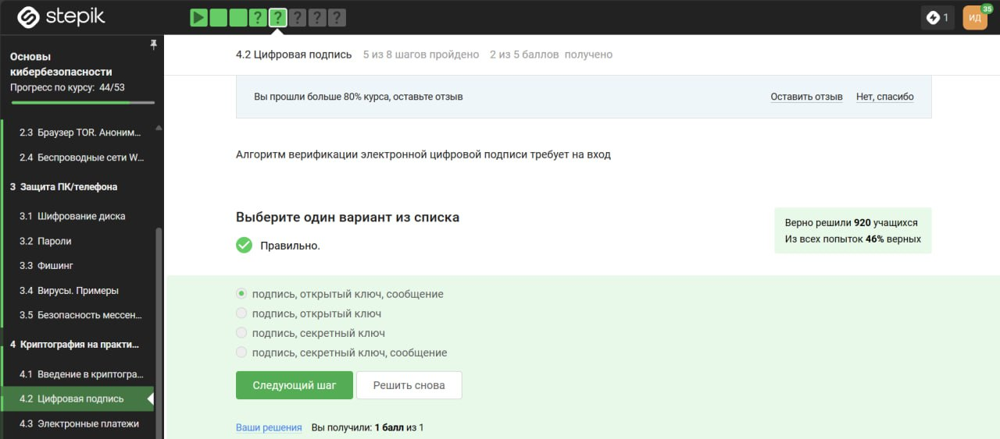 stepik
? ? ? ? ?
1
ИД
35
Основы
кибербезопасности
Прогресс по курсу: 44/53
2.3 Браузер TOR. Аноним...
2.4 Беспроводные сети W...
3 Защита ПК/телефона
3.1 Шифрование диска
3.2 Пароли
3.3 Фишинг
3.4 Вирусы. Примеры
3.5 Безопасность мессен...
4 Криптография на практи...
4.1 Введение в криптогра...
4.2 Цифровая подпись
4.3 Электронные платежи
4.2 Цифровая подпись 5 из 8 шагов пройдено 2 из 5 баллов получено
Вы прошли больше 80% курса, оставьте отзыв Оставить отзыв Нет, спасибо
Алгоритм верификации электронной цифровой подписи требует на вход
Выберите один вариант из списка
Правильно.
Верно решили 920 учащихся
Из всех попыток 46% верных
подпись, открытый ключ, сообщение
подпись, открытый ключ
подпись, секретный ключ
подпись, секретный ключ, сообщение
Следующий шаг Решить снова
Ваши решения Вы получили: 1 балл из 1